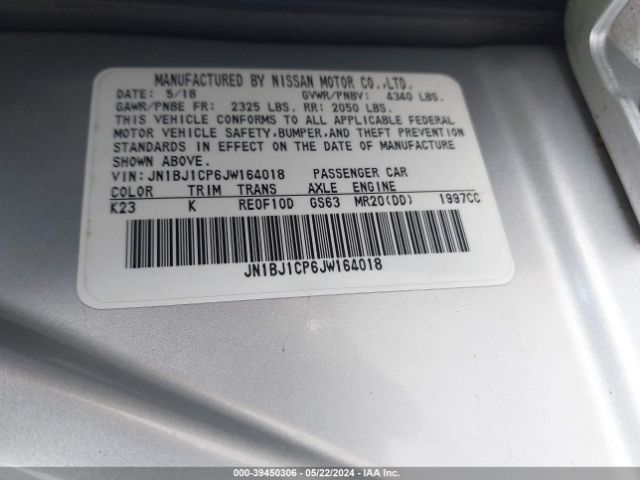 MANUFACTURED BY NISSAN MOTOR CO.,LTD.
DATE: 5/18 GVWR/PNBV: 4340 LBS.
GAWR/PNBE FR: 2325 LBS. RR: 2050 LBS.
THIS VEHICLE CONFORMS TO ALL APPLICABLE FEDERAL
MOTOR VEHICLE SAFETY,BUMPER,AND THEFT PREVENTION
STANDARDS IN EFFECT ON THE DATE OF MANUFACTURE
SHOWN ABOVE.
VIN:JN1BJ1CP6JW164018 PASSENGER CAR
COLOR TRIM TRANS AXLE ENGINE
K23 K RE0F10D GS63 MR20(DD) 1997CC
JN1BJ1CP6JW164018
000-39450306 - 05/22/2024 - IAA, Inc.